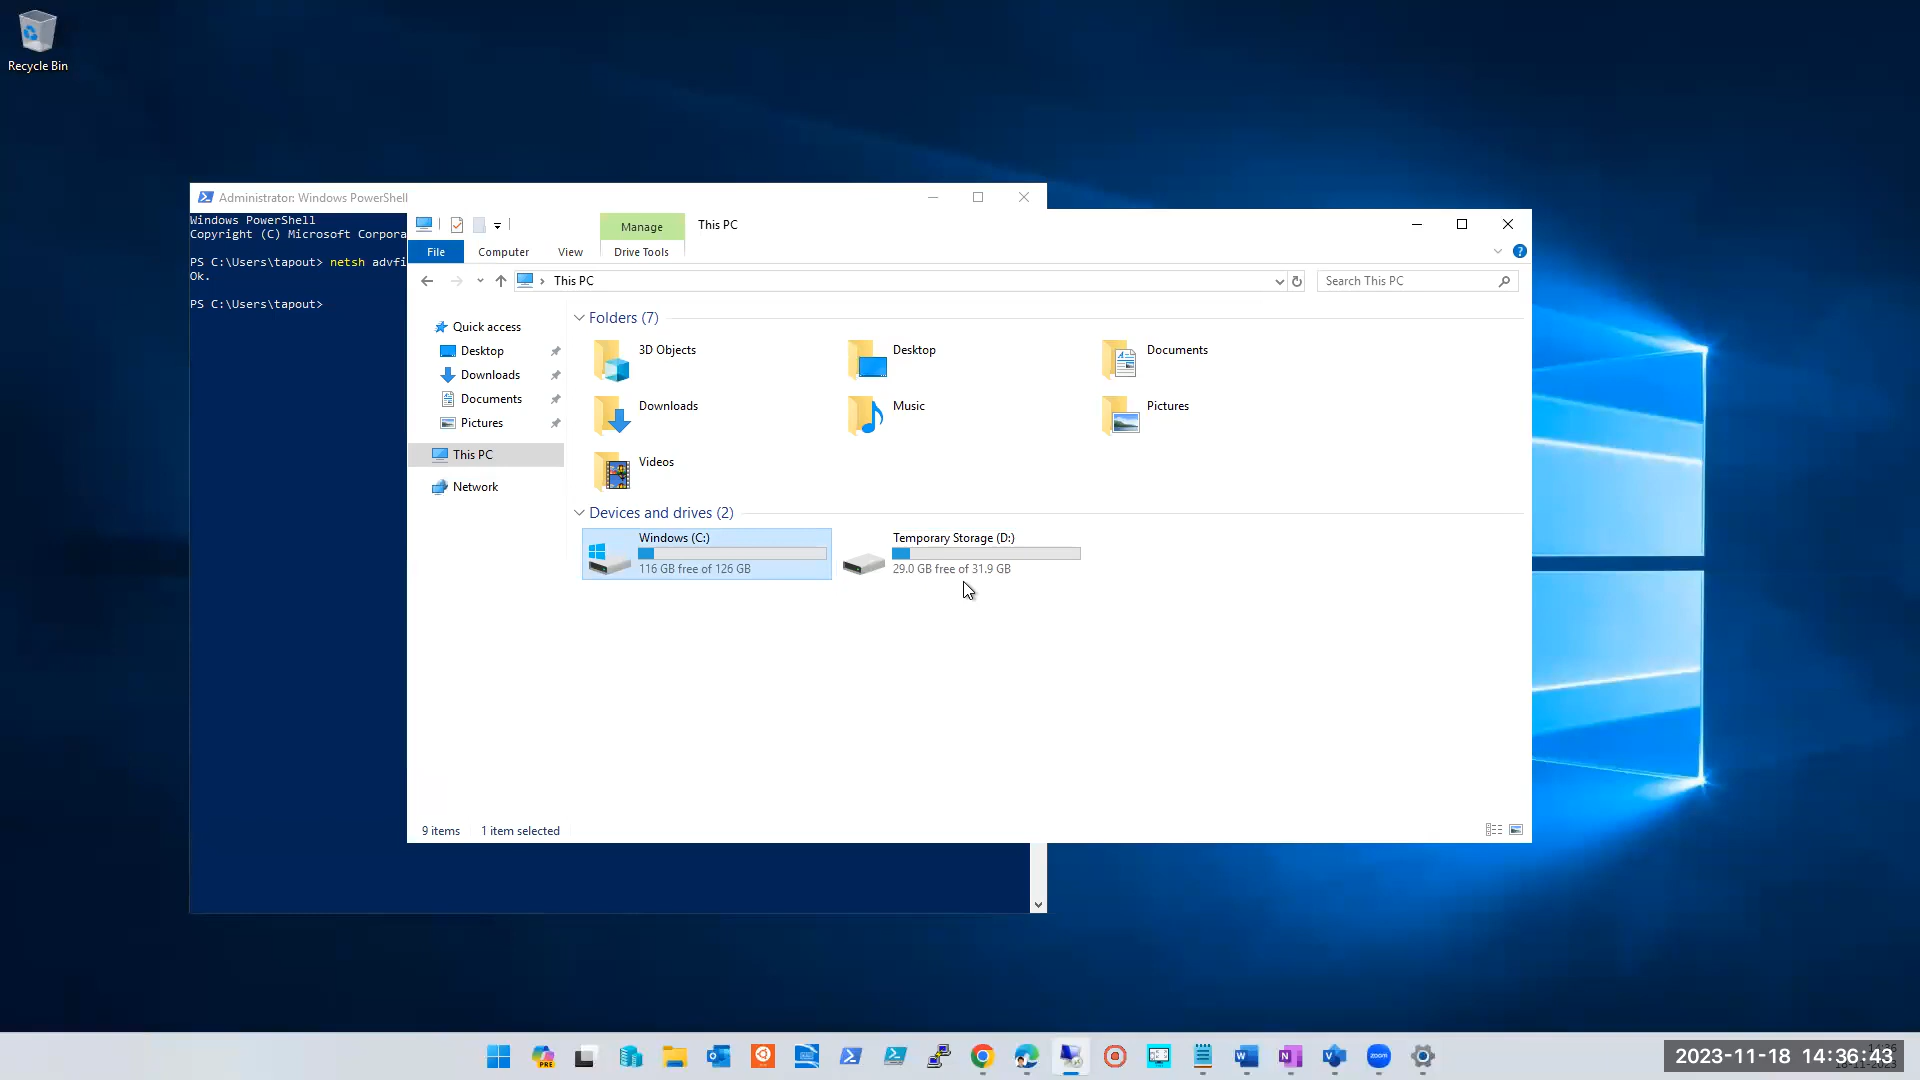 Recycle Bin
Administrator: Windows PowerShell
Windows PowerShell
Copyright (C) Microsoft Corpora
PS C:\Users\tapout> netsh advfi
Ok.
PS C:\Users\tapout>
Manage
This PC
File
Computer
View
Drive Tools
This PC
Search This PC
Quick access
Desktop
Downloads
Documents
Pictures
This PC
Network
Folders (7)
3D Objects
Desktop
Documents
Downloads
Music
Pictures
Videos
Devices and drives (2)
Windows (C:)
116 GB free of 126 GB
Temporary Storage (D:)
29.0 GB free of 31.9 GB
9 items
1 item selected
PRE
zoom
2023-11-18 14:36:43